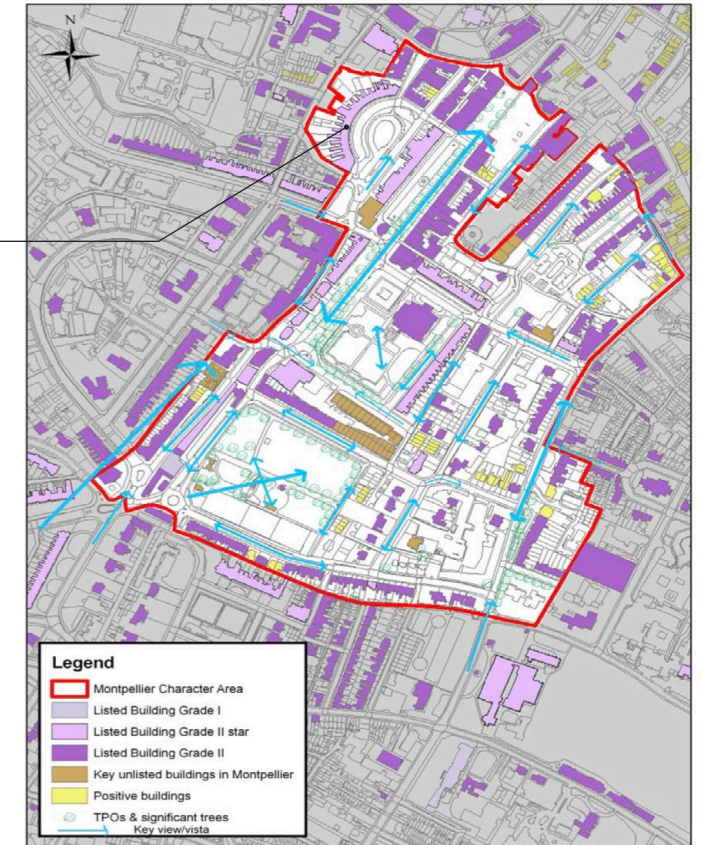 N
Legend
Montpellier Character Area
Listed Building Grade I
Listed Building Grade II star
Listed Building Grade II
Key unlisted buildings in Montpellier
Positive buildings
TPOs & significant trees
Key view/vista